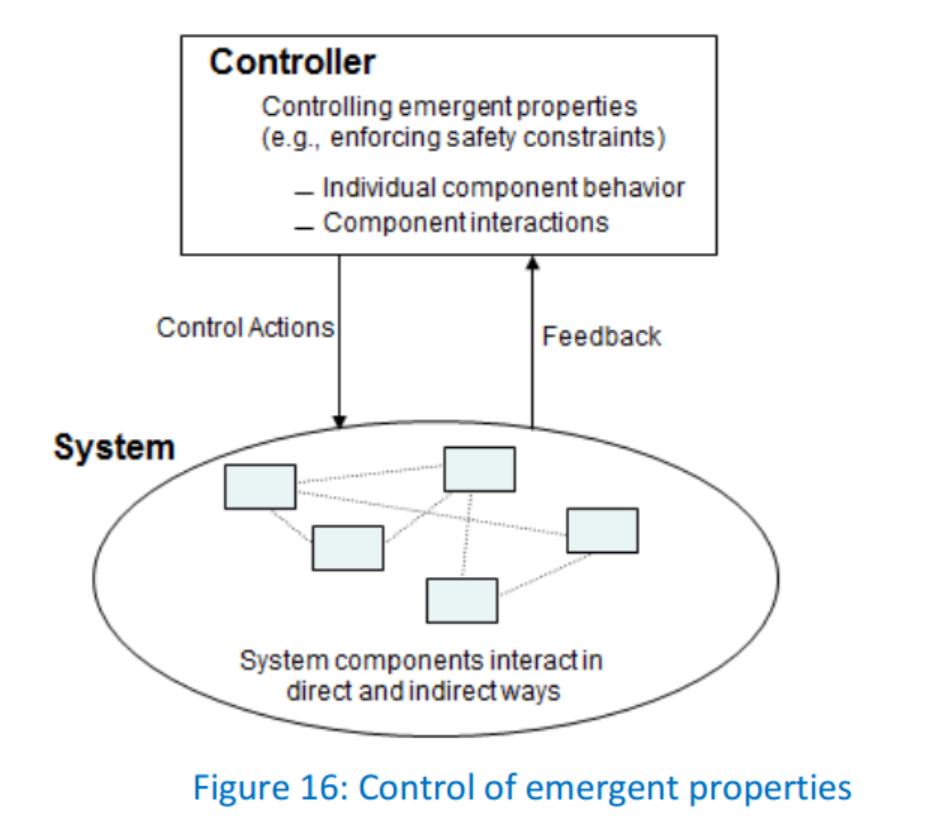 Controller
Controlling emergent properties
(e.g., enforcing safety constraints)
– Individual component behavior
– Component interactions
Control Actions
Feedback
System
System components interact in
direct and indirect ways
Figure 16: Control of emergent properties